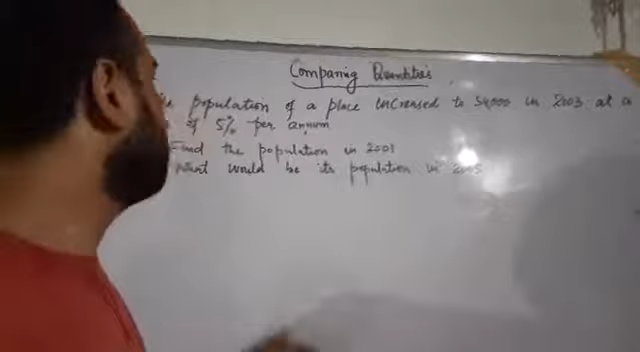 Comparing Quantities
population of a place increased to 54000 in 2003 at a
of 5% per annum
Find the population in 2001
What would be its population in 2005